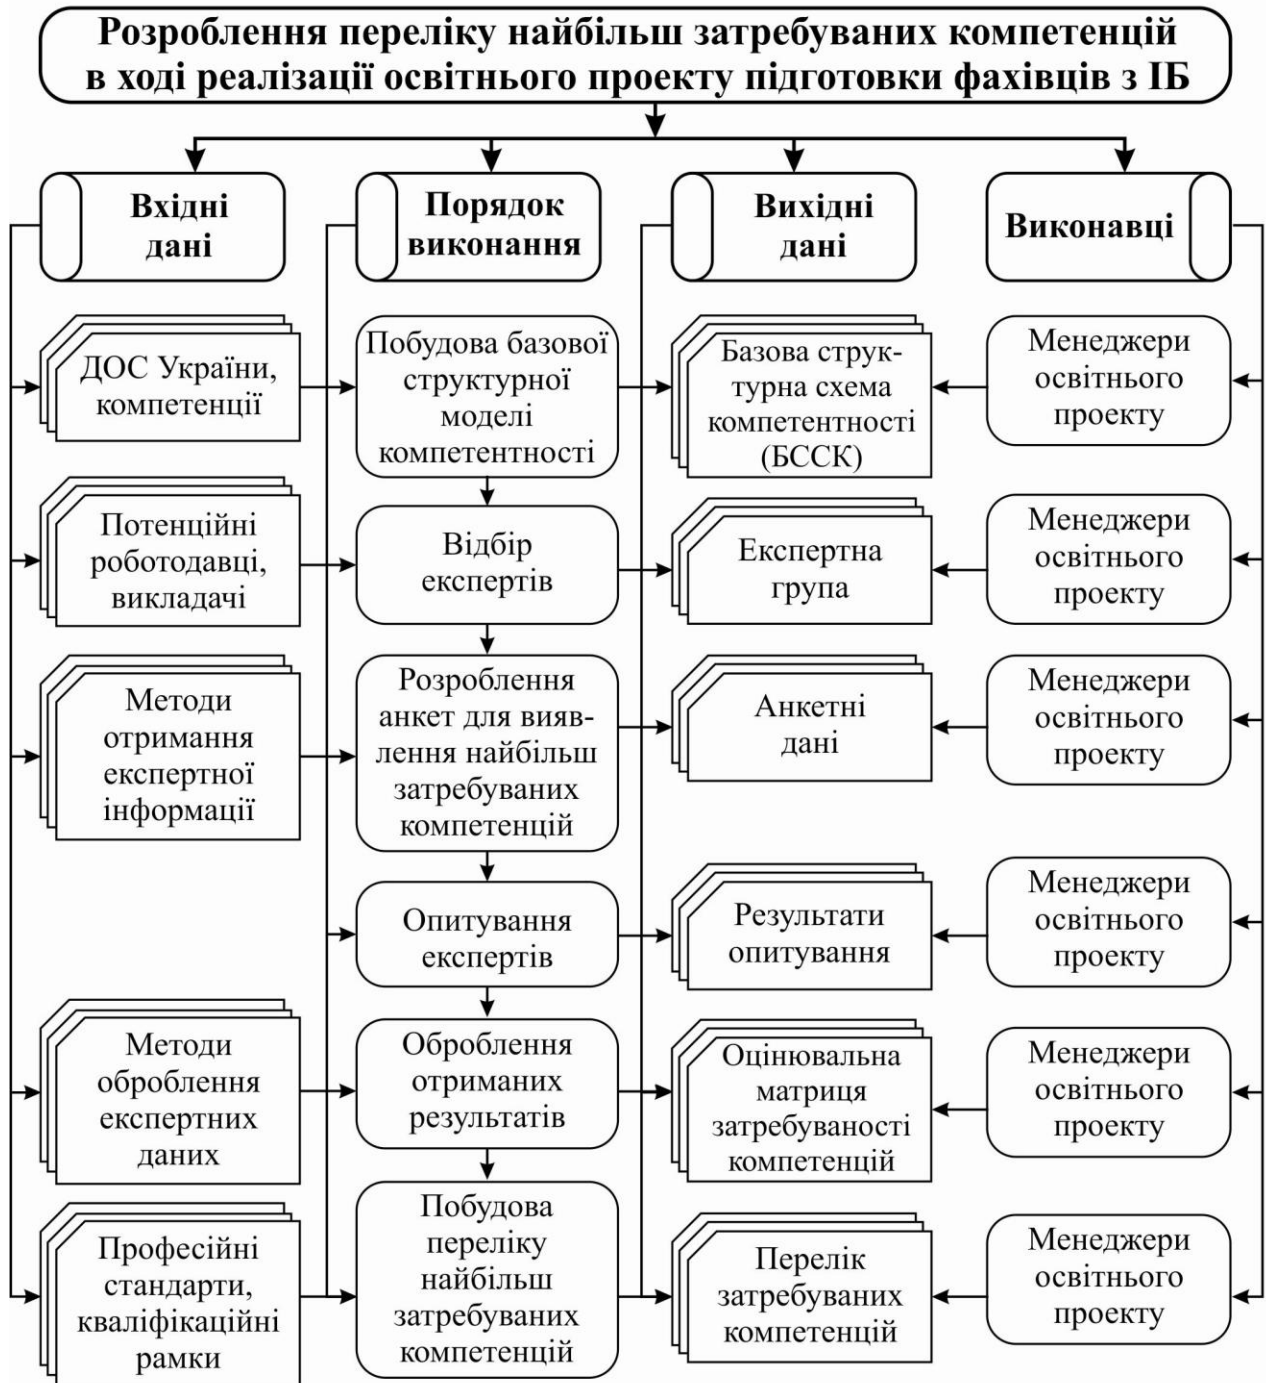 Розроблення переліку найбільш затребуваних компетенцій
в ході реалізації освітнього проекту підготовки фахівців з ІБ
Вхідні
дані
Порядок
виконання
Вихідні
дані
Виконавці
ДОС України,
компетенції
Побудова базової
структурної
моделі
компетентності
Базова струк-
турна схема
компетентності
(БССК)
Менеджери
освітнього
проекту
Потенційні
роботодавці,
викладачі
Відбір
експертів
Експертна
група
Менеджери
освітнього
проекту
Методи
отримання
експертної
інформації
Розроблення
анкет для вияв-
лення найбільш
затребуваних
компетенцій
Анкетні
дані
Менеджери
освітнього
проекту
Опитування
експертів
Результати
опитування
Менеджери
освітнього
проекту
Методи
оброблення
експертних
даних
Оброблення
отриманих
результатів
Оцінювальна
матриця
затребуваності
компетенцій
Менеджери
освітнього
проекту
Професійні
стандарти,
кваліфікаційні
рамки
Побудова
переліку
найбільш
затребуваних
компетенцій
Перелік
затребуваних
компетенцій
Менеджери
освітнього
проекту